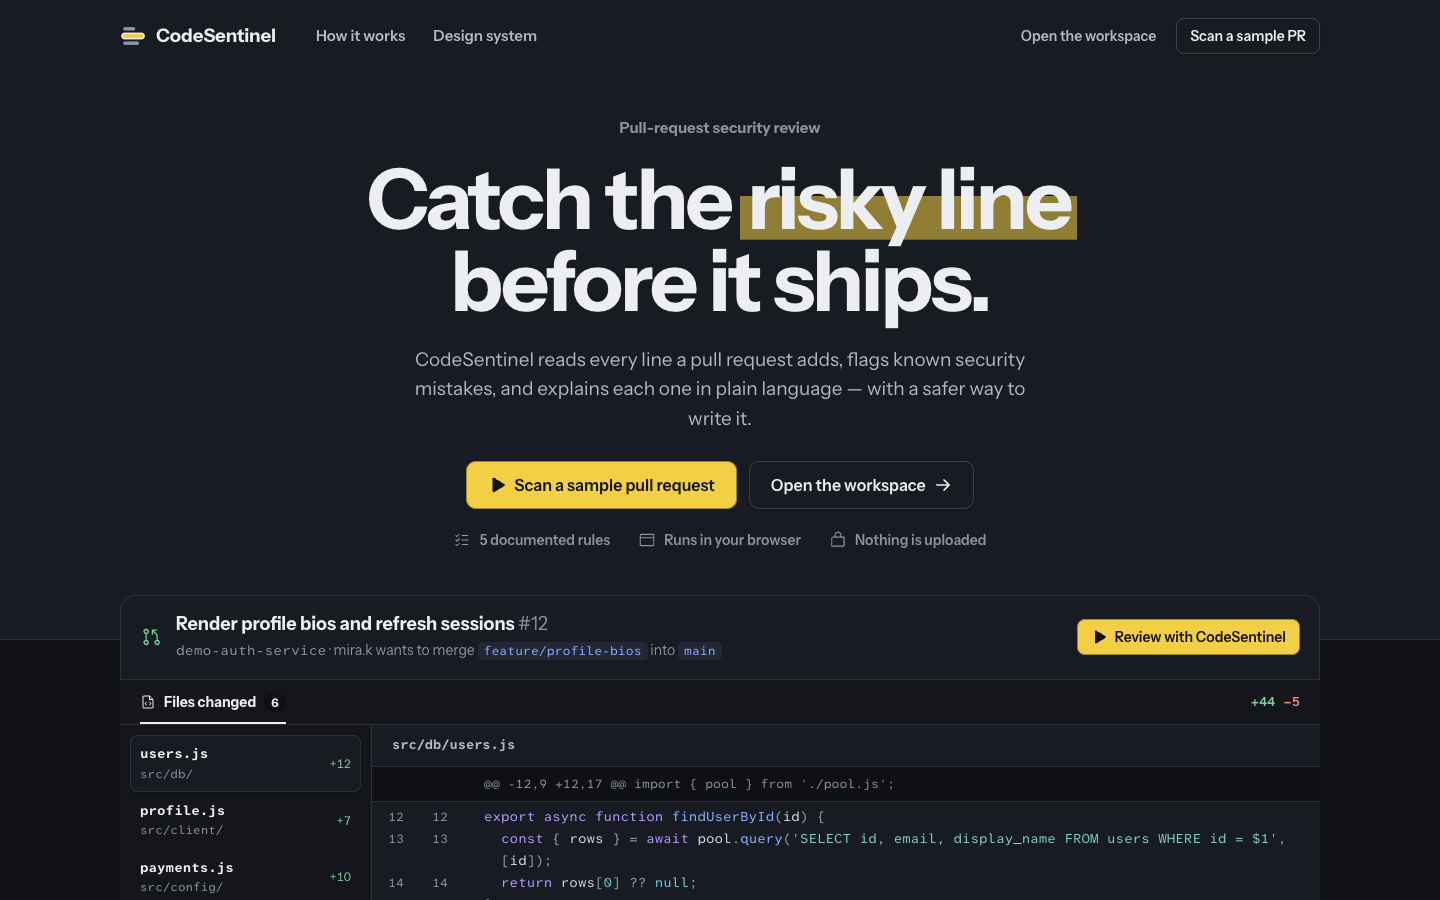 CodeSentinel How it works Design system Open the workspace Scan a sample PR
Pull-request security review
Catch the risky line
before it ships.
CodeSentinel reads every line a pull request adds, flags known security
mistakes, and explains each one in plain language — with a safer way to
write it.
Scan a sample pull request Open the workspace →
5 documented rules Runs in your browser Nothing is uploaded
Render profile bios and refresh sessions #12
demo-auth-service · mira.k wants to merge feature/profile-bios into main
Review with CodeSentinel
Files changed 6 +44 −5
users.js
src/db/
+12
profile.js
src/client/
+7
payments.js
src/config/
+10
src/db/users.js
@@ -12,9 +12,17 @@ import { pool } from './pool.js';
12 12 export async function findUserById(id) {
13 13 const { rows } = await pool.query('SELECT id, email, display_name FROM users WHERE id = $1',
[id]);
14 14 return rows[0] ?? null;